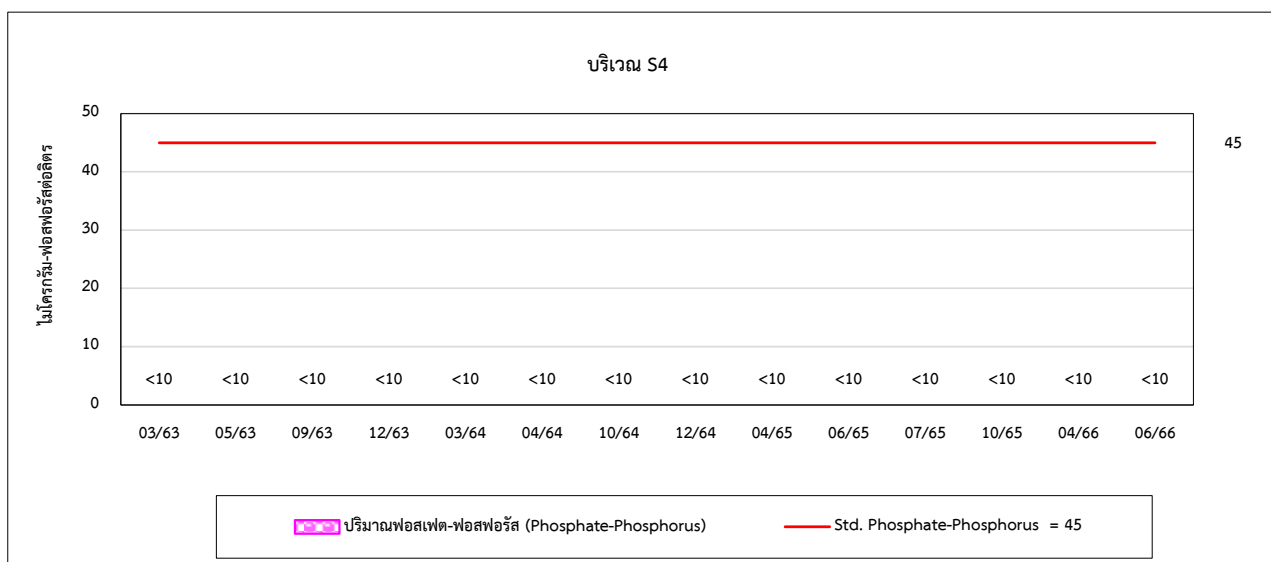 บริเวณ S4
ไมโครกรัม-ฟอสฟอรัสต่อลิตร
50
40
30
20
10
0
45
<10 <10 <10 <10 <10 <10 <10 <10 <10 <10 <10 <10 <10 <10
03/63 05/63 09/63 12/63 03/64 04/64 10/64 12/64 04/65 06/65 07/65 10/65 04/66 06/66
ปริมาณฟอสเฟต-ฟอสฟอรัส (Phosphate-Phosphorus) Std. Phosphate-Phosphorus = 45